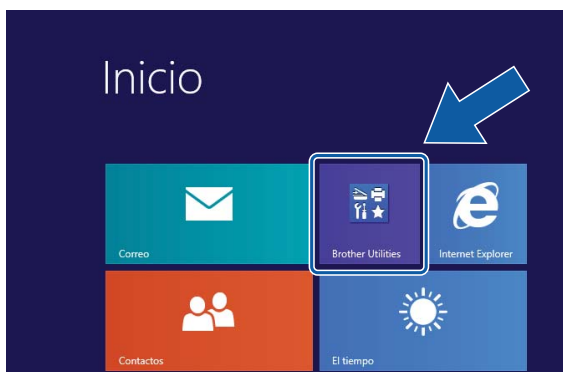 Inicio
Correo
Brother Utilities
Internet Explorer
Contactos
El tiempo